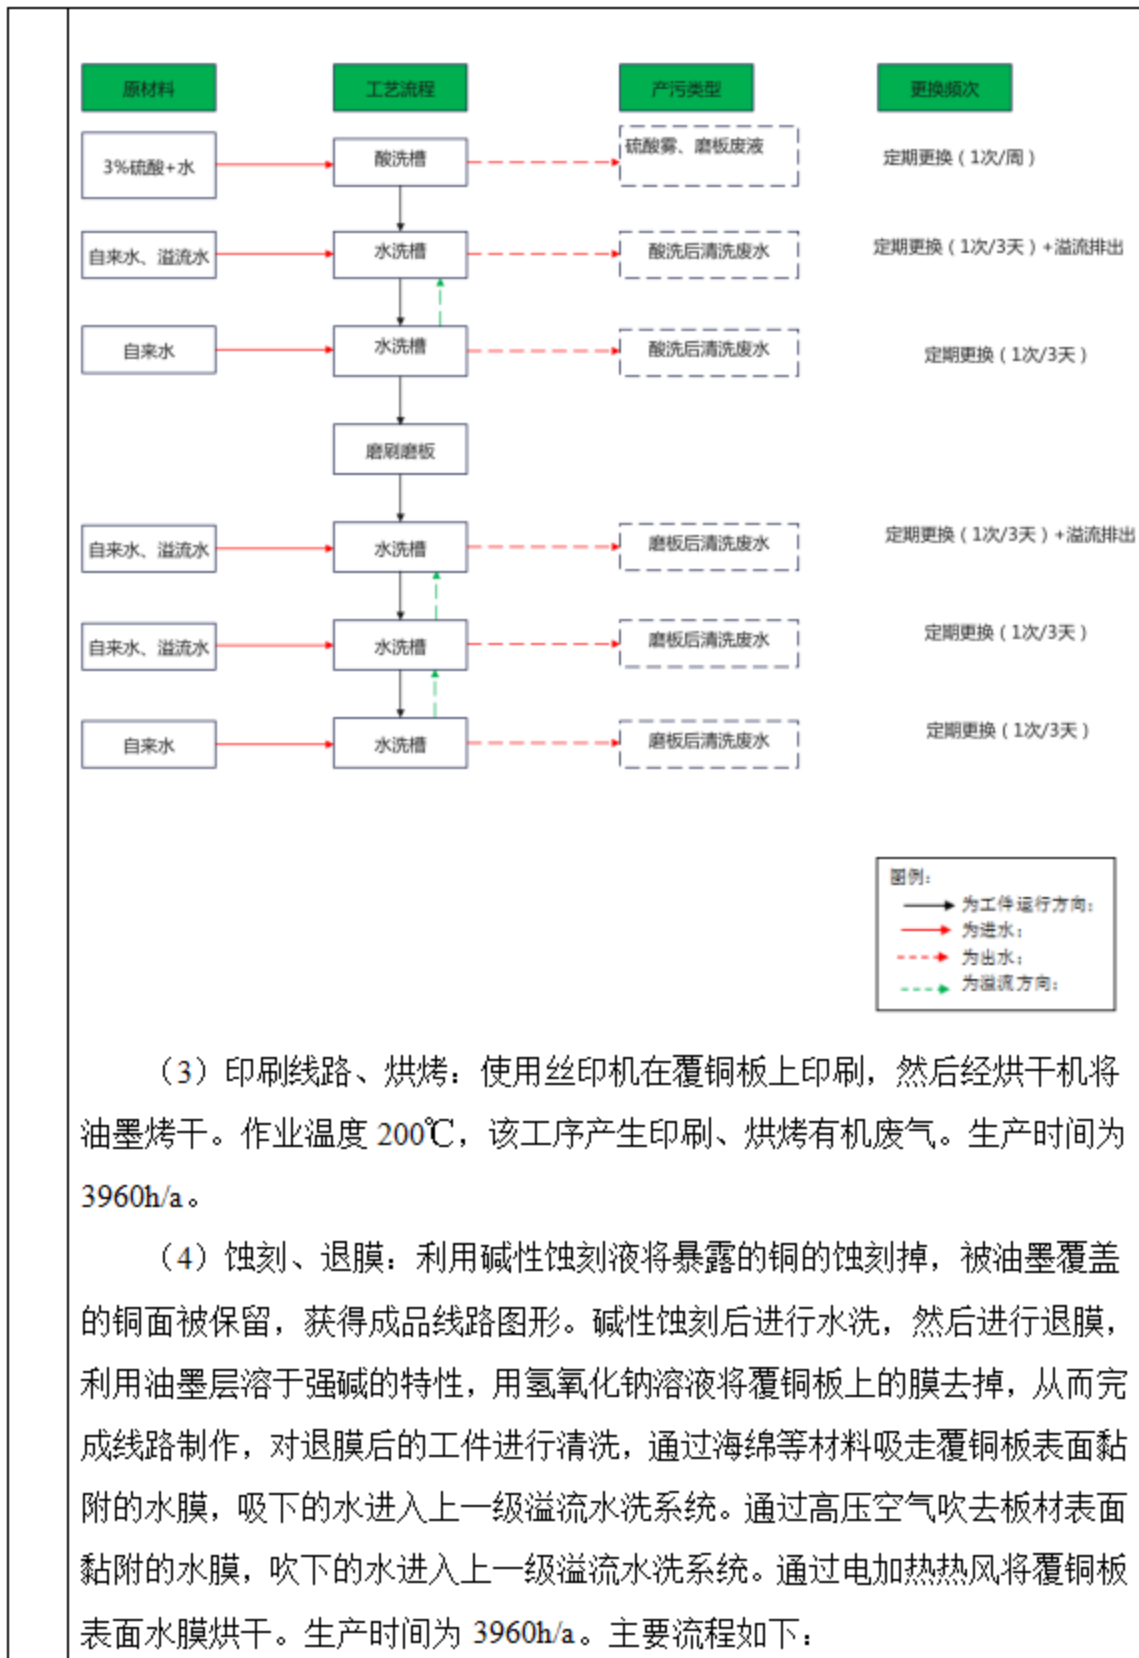 原材料 工艺流程 产污类型 更换频次
3%硫酸+水 酸洗槽 硫酸雾、磨板废液 定期更换（1次/周）
自来水、溢流水 水洗槽 酸洗后清洗废水 定期更换（1次/3天）+溢流排出
自来水 水洗槽 酸洗后清洗废水 定期更换（1次/3天）
磨刷磨板
自来水、溢流水 水洗槽 磨板后清洗废水 定期更换（1次/3天）+溢流排出
自来水、溢流水 水洗槽 磨板后清洗废水 定期更换（1次/3天）
自来水 水洗槽 磨板后清洗废水 定期更换（1次/3天）
图例：
为工件运行方向；
为进水；
为出水；
为溢流方向；
（3）印刷线路、烘烤：使用丝印机在覆铜板上印刷，然后经烘干机将
油墨烤干。作业温度 200℃，该工序产生印刷、烘烤有机废气。生产时间为
3960h/a。
（4）蚀刻、退膜：利用碱性蚀刻液将暴露的铜的蚀刻掉，被油墨覆盖
的铜面被保留，获得成品线路图形。碱性蚀刻后进行水洗，然后进行退膜，
利用油墨层溶于强碱的特性，用氢氧化钠溶液将覆铜板上的膜去掉，从而完
成线路制作，对退膜后的工件进行清洗，通过海绵等材料吸走覆铜板表面黏
附的水膜，吸下的水进入上一级溢流水洗系统。通过高压空气吹去板材表面
黏附的水膜，吹下的水进入上一级溢流水洗系统。通过电加热热风将覆铜板
表面水膜烘干。生产时间为 3960h/a。主要流程如下：